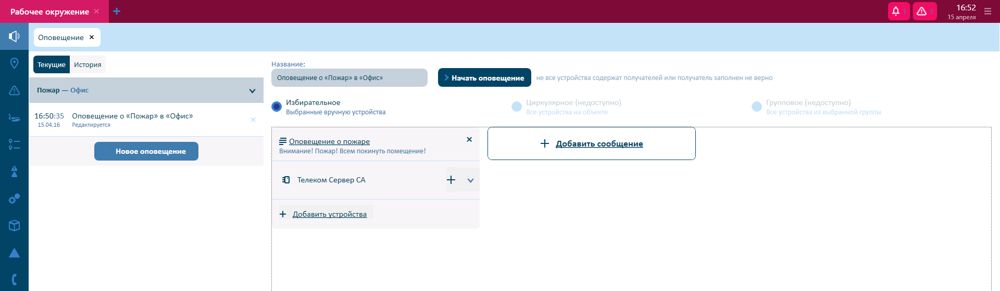 Рабочее окружение
1
1
16:52
15 апреля
Оповещение
Текущие
История
Пожар — Офис
16:50:35
Оповещение о «Пожар» в «Офис»
15.04.16
Редактируется
Новое оповещение
Название:
Оповещение о «Пожар» в «Офис»
Начать оповещение
не все устройства содержат получателей или получатель заполнен не верно
Избирательное
Выбранные вручную устройства
Циркулярное (недоступно)
Все устройства на объекте
Групповое (недоступно)
Все устройства из выбранной группы
Оповещение о пожаре
Внимание! Пожар! Всем покинуть помещение!
Телеком Сервер СА
Добавить устройства
Добавить сообщение